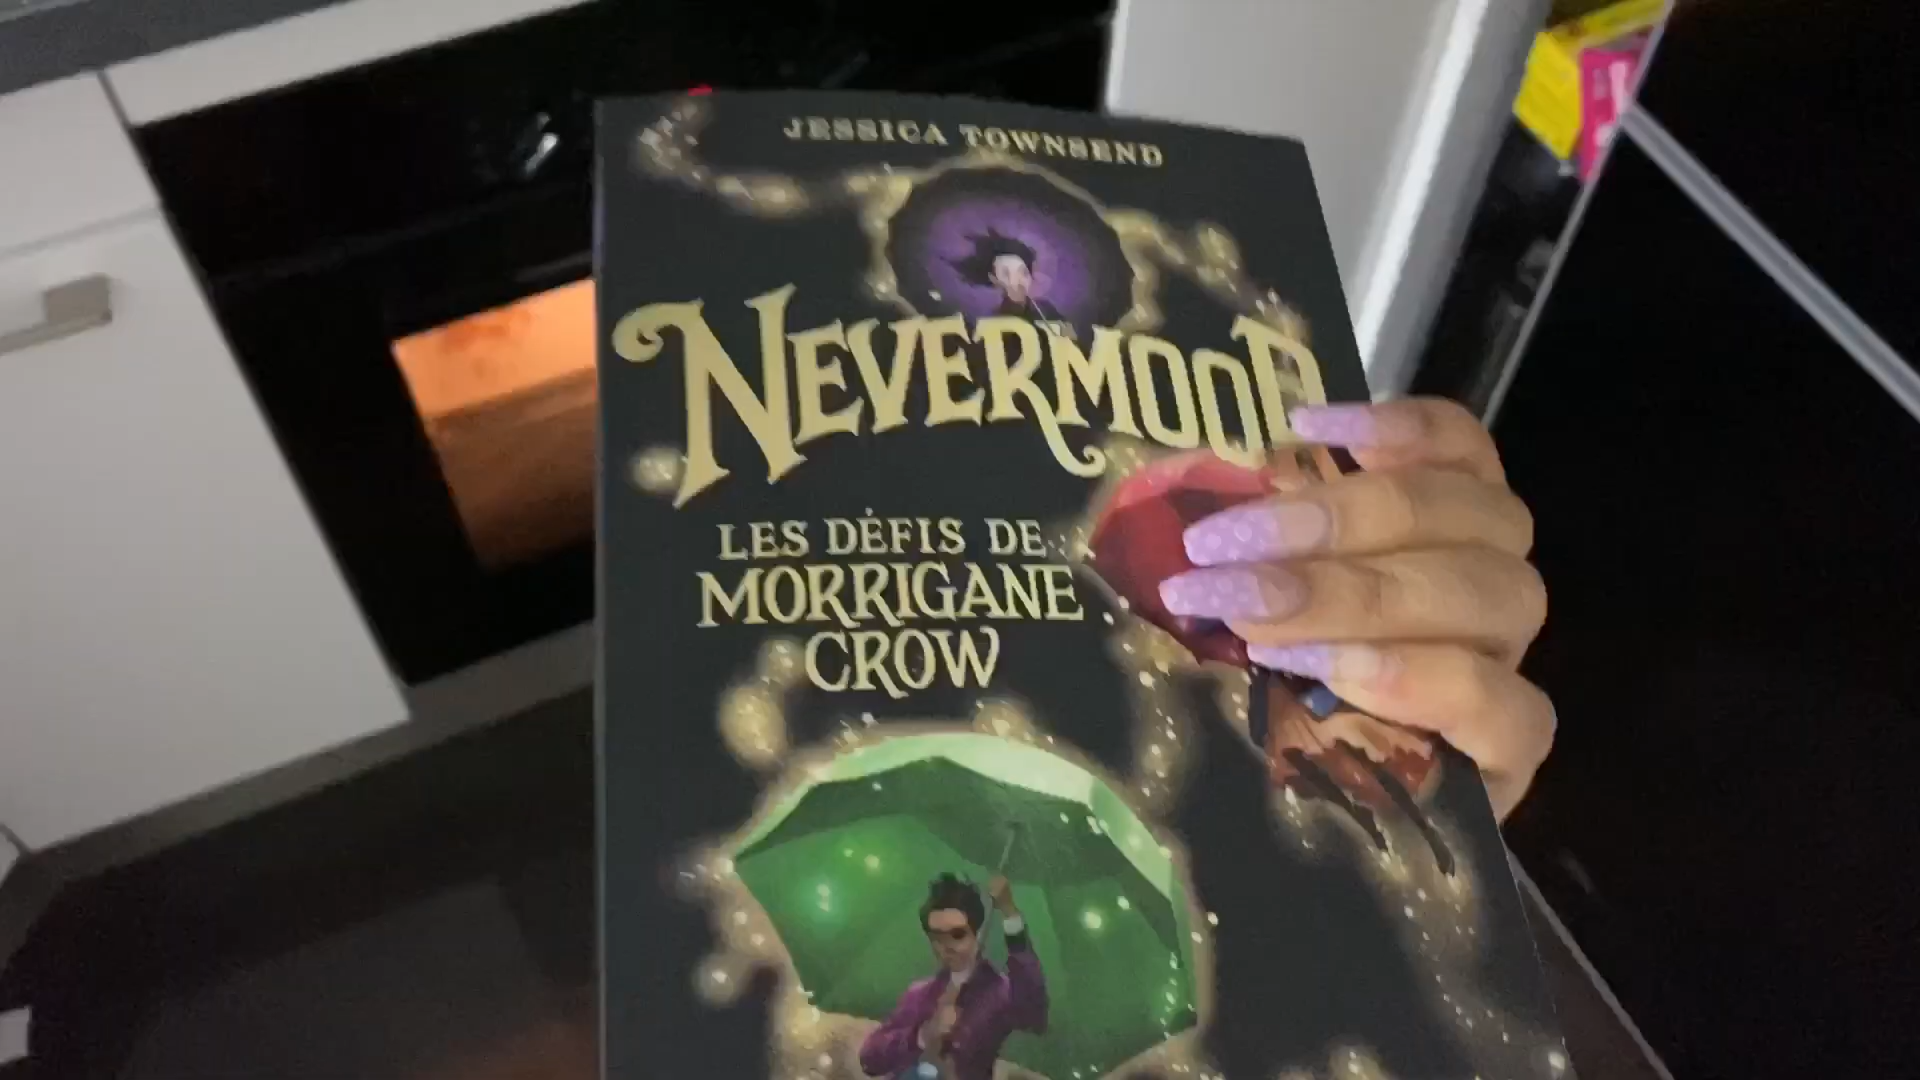 JESSICA TOWNSEND
NEVERMOOR
LES DÉFIS DE
MORRIGANE
CROW